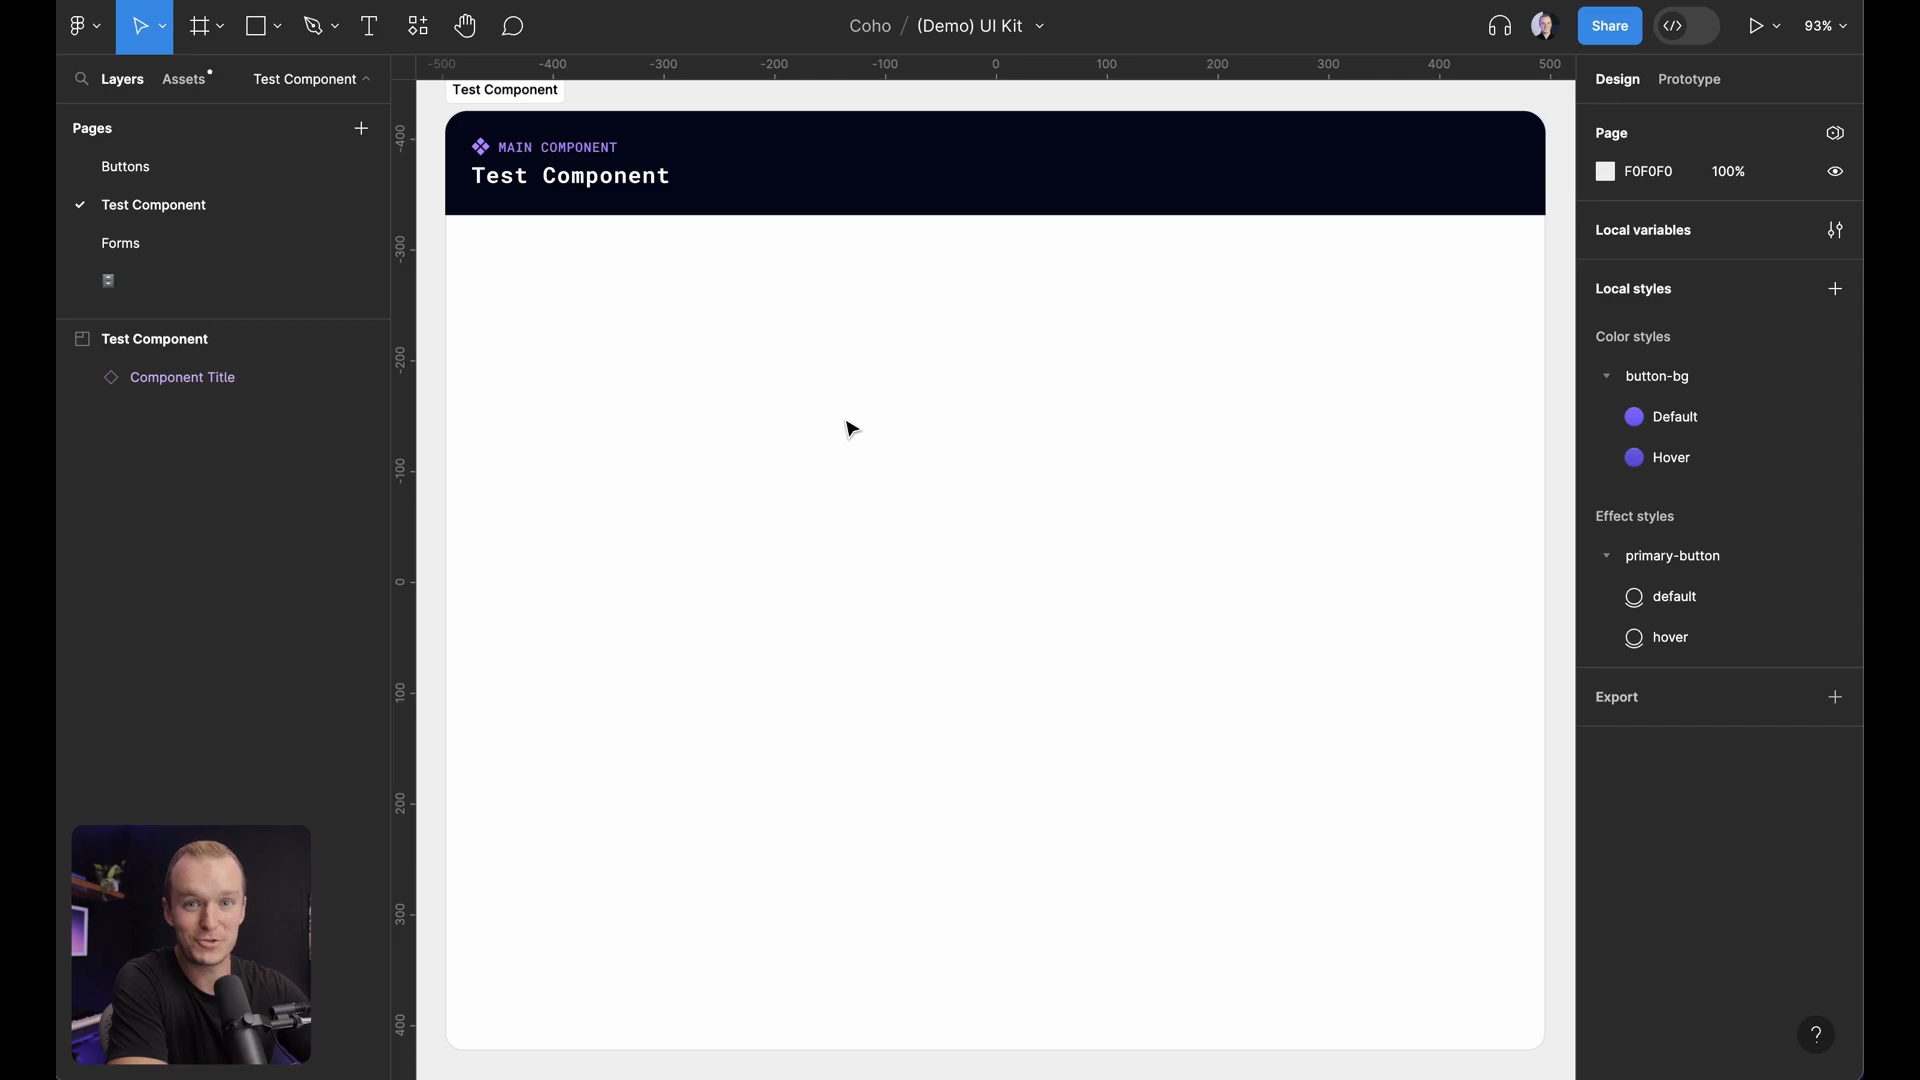 Coho / (Demo) UI Kit
Share
93%
Layers
Assets
Test Component
Pages
Buttons
Test Component
Forms
Test Component
Component Title
-500
-400
-300
-200
-100
0
100
200
300
400
500
-400
-300
-200
-100
0
100
200
300
400
Test Component
MAIN COMPONENT
Test Component
Design
Prototype
Page
F0F0F0
100%
Local variables
Local styles
Color styles
button-bg
Default
Hover
Effect styles
primary-button
default
hover
Export
?